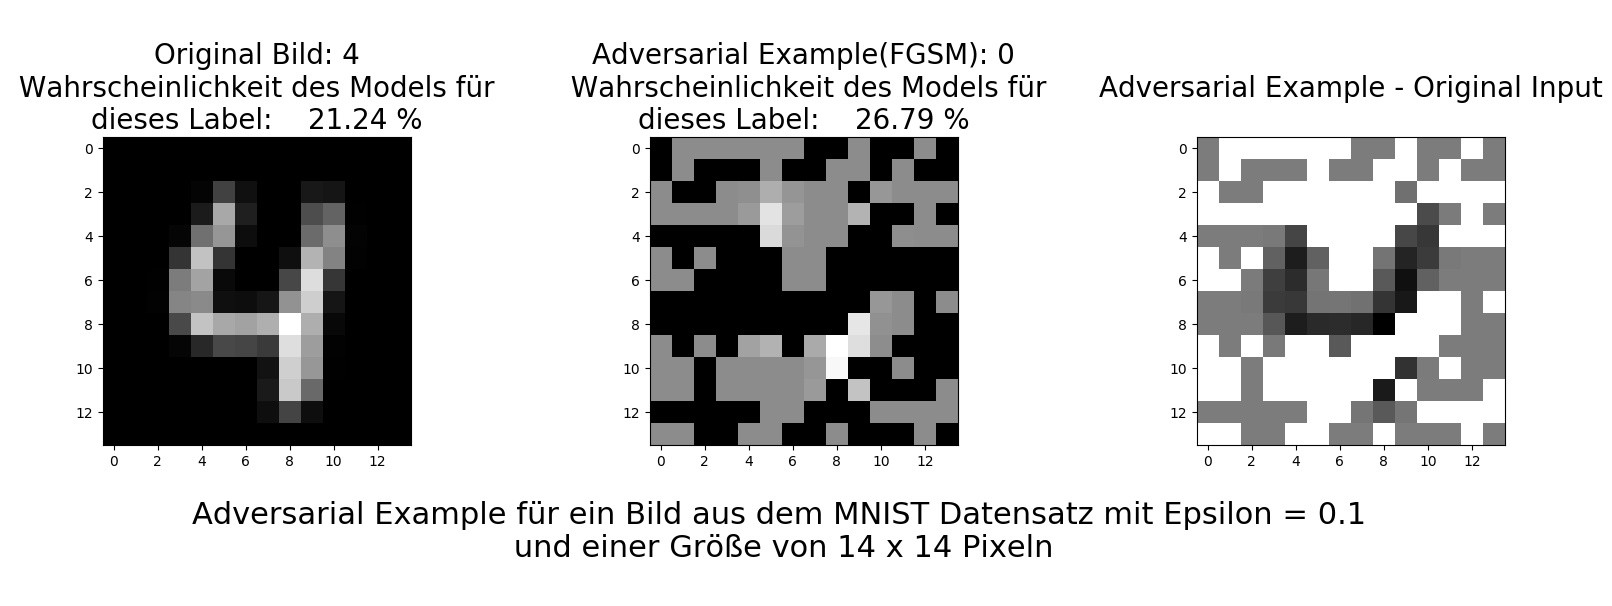 Original Bild: 4
Wahrscheinlichkeit des Models für
dieses Label: 21.24 %
0
2
4
6
8
10
12
0 2 4 6 8 10 12
Adversarial Example(FGSM): 0
Wahrscheinlichkeit des Models für
dieses Label: 26.79 %
0
2
4
6
8
10
12
0 2 4 6 8 10 12
Adversarial Example - Original Input
0
2
4
6
8
10
12
0 2 4 6 8 10 12
Adversarial Example für ein Bild aus dem MNIST Datensatz mit Epsilon = 0.1
und einer Größe von 14 x 14 Pixeln